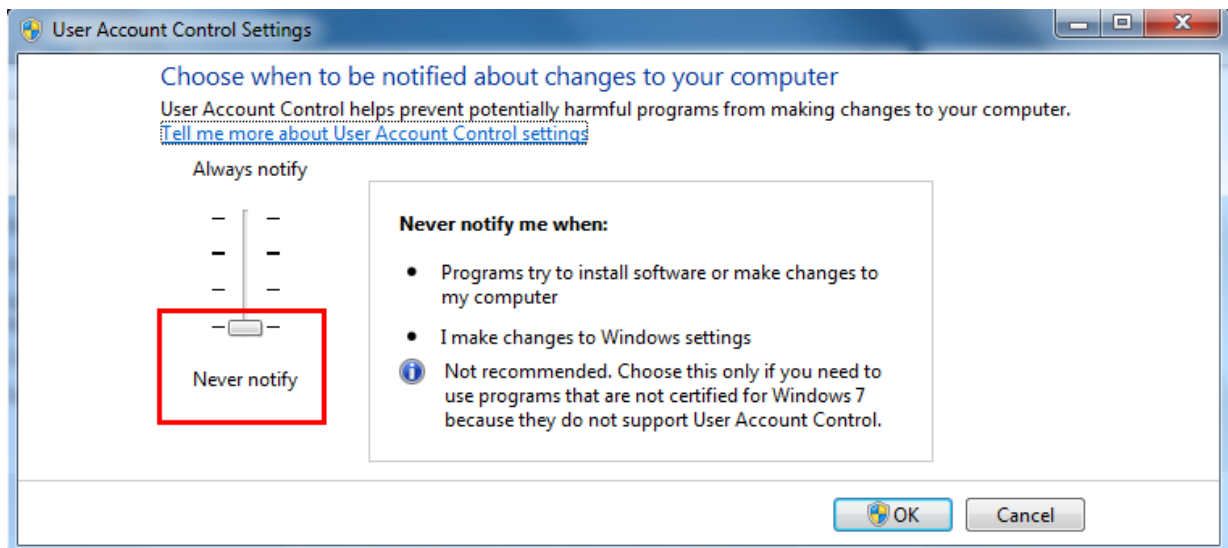 User Account Control Settings
Choose when to be notified about changes to your computer
User Account Control helps prevent potentially harmful programs from making changes to your computer.
Tell me more about User Account Control settings
Always notify
Never notify me when:
Programs try to install software or make changes to
my computer
I make changes to Windows settings
Not recommended. Choose this only if you need to
use programs that are not certified for Windows 7
because they do not support User Account Control.
Never notify
OK
Cancel